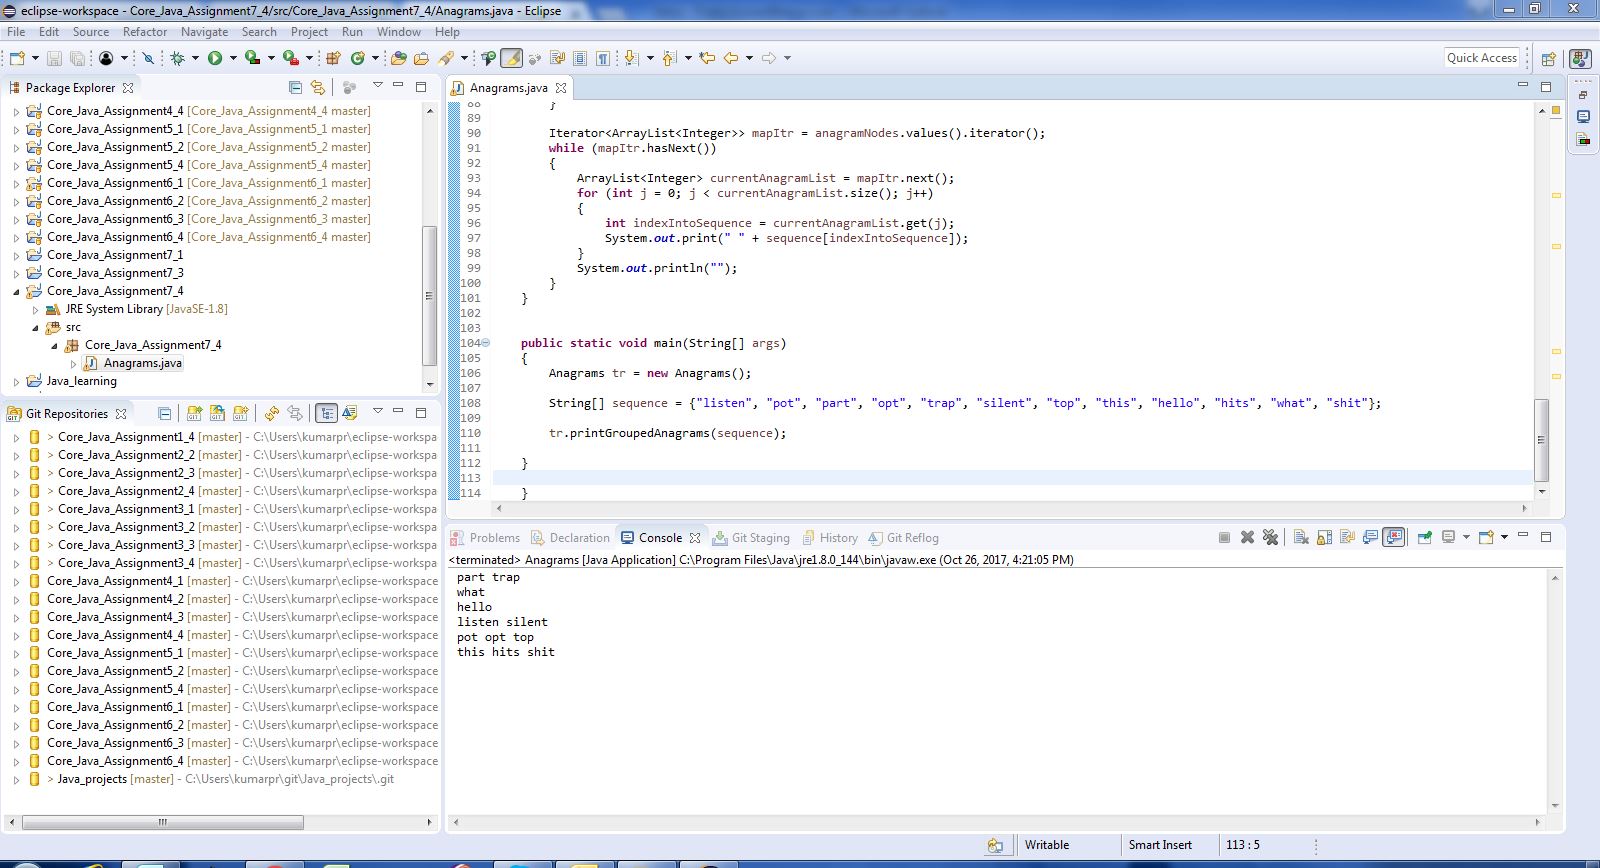 eclipse-workspace - Core_Java_Assignment7_4/src/Core_Java_Assignment7_4/Anagrams.java - Eclipse
File Edit Source Refactor Navigate Search Project Run Window Help
Quick Access
Package Explorer
Core_Java_Assignment4_4 [Core_Java_Assignment4_4 master]
Core_Java_Assignment5_1 [Core_Java_Assignment5_1 master]
Core_Java_Assignment5_2 [Core_Java_Assignment5_2 master]
Core_Java_Assignment5_4 [Core_Java_Assignment5_4 master]
Core_Java_Assignment6_1 [Core_Java_Assignment6_1 master]
Core_Java_Assignment6_2 [Core_Java_Assignment6_2 master]
Core_Java_Assignment6_3 [Core_Java_Assignment6_3 master]
Core_Java_Assignment6_4 [Core_Java_Assignment6_4 master]
Core_Java_Assignment7_1
Core_Java_Assignment7_3
Core_Java_Assignment7_4
JRE System Library [JavaSE-1.8]
src
Core_Java_Assignment7_4
Anagrams.java
Java_learning
Git Repositories
> Core_Java_Assignment1_4 [master] - C:\Users\kumarpr\eclipse-workspa
> Core_Java_Assignment2_2 [master] - C:\Users\kumarpr\eclipse-workspa
> Core_Java_Assignment2_3 [master] - C:\Users\kumarpr\eclipse-workspa
> Core_Java_Assignment2_4 [master] - C:\Users\kumarpr\eclipse-workspa
> Core_Java_Assignment3_1 [master] - C:\Users\kumarpr\eclipse-workspa
> Core_Java_Assignment3_2 [master] - C:\Users\kumarpr\eclipse-workspa
> Core_Java_Assignment3_3 [master] - C:\Users\kumarpr\eclipse-workspa
> Core_Java_Assignment3_4 [master] - C:\Users\kumarpr\eclipse-workspa
Core_Java_Assignment4_1 [master] - C:\Users\kumarpr\eclipse-workspace
Core_Java_Assignment4_2 [master] - C:\Users\kumarpr\eclipse-workspace
Core_Java_Assignment4_3 [master] - C:\Users\kumarpr\eclipse-workspace
Core_Java_Assignment4_4 [master] - C:\Users\kumarpr\eclipse-workspace
Core_Java_Assignment5_1 [master] - C:\Users\kumarpr\eclipse-workspace
Core_Java_Assignment5_2 [master] - C:\Users\kumarpr\eclipse-workspace
Core_Java_Assignment5_4 [master] - C:\Users\kumarpr\eclipse-workspace
Core_Java_Assignment6_1 [master] - C:\Users\kumarpr\eclipse-workspace
Core_Java_Assignment6_2 [master] - C:\Users\kumarpr\eclipse-workspace
Core_Java_Assignment6_3 [master] - C:\Users\kumarpr\eclipse-workspace
Core_Java_Assignment6_4 [master] - C:\Users\kumarpr\eclipse-workspace
> Java_projects [master] - C:\Users\kumarpr\git\Java_projects\.git
Anagrams.java
88 }
89
90 Iterator<ArrayList<Integer>> mapItr = anagramNodes.values().iterator();
91 while (mapItr.hasNext())
92 {
93 ArrayList<Integer> currentAnagramList = mapItr.next();
94 for (int j = 0; j < currentAnagramList.size(); j++)
95 {
96 int indexIntoSequence = currentAnagramList.get(j);
97 System.out.print(" " + sequence[indexIntoSequence]);
98 }
99 System.out.println("");
100 }
101 }
102
103
104 public static void main(String[] args)
105 {
106 Anagrams tr = new Anagrams();
107
108 String[] sequence = {"listen", "pot", "part", "opt", "trap", "silent", "top", "this", "hello", "hits", "what", "shit"};
109
110 tr.printGroupedAnagrams(sequence);
111
112 }
113
114 }
Problems Declaration Console Git Staging History Git Reflog
<terminated> Anagrams [Java Application] C:\Program Files\Java\jre1.8.0_144\bin\javaw.exe (Oct 26, 2017, 4:21:05 PM)
part trap
what
hello
listen silent
pot opt top
this hits shit
Writable Smart Insert 113 : 5